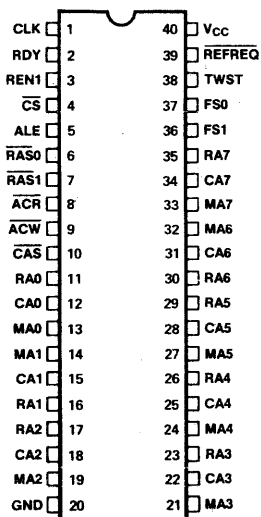 CLK 1 40 VCC
RDY 2 39 REFREQ
REN1 3 38 TWST
CS 4 37 FS0
ALE 5 36 FS1
RAS0 6 35 RA7
RAS1 7 34 CA7
ACR 8 33 MA7
ACW 9 32 MA6
CAS 10 31 CA6
RA0 11 30 RA6
CA0 12 29 RA5
MA0 13 28 CA5
MA1 14 27 MA5
CA1 15 26 RA4
RA1 16 25 CA4
RA2 17 24 MA4
CA2 18 23 RA3
MA2 19 22 CA3
GND 20 21 MA3